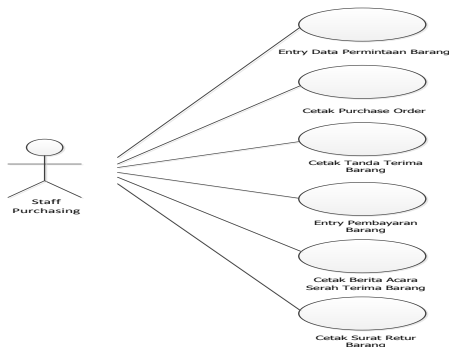 Entry Data Permintaan Barang
Cetak Purchase Order
Cetak Tanda Terima
Barang
Staff
Purchasing
Entry Pembayaran
Barang
Cetak Berita Acara
Serah Terima Barang
Cetak Surat Retur
Barang